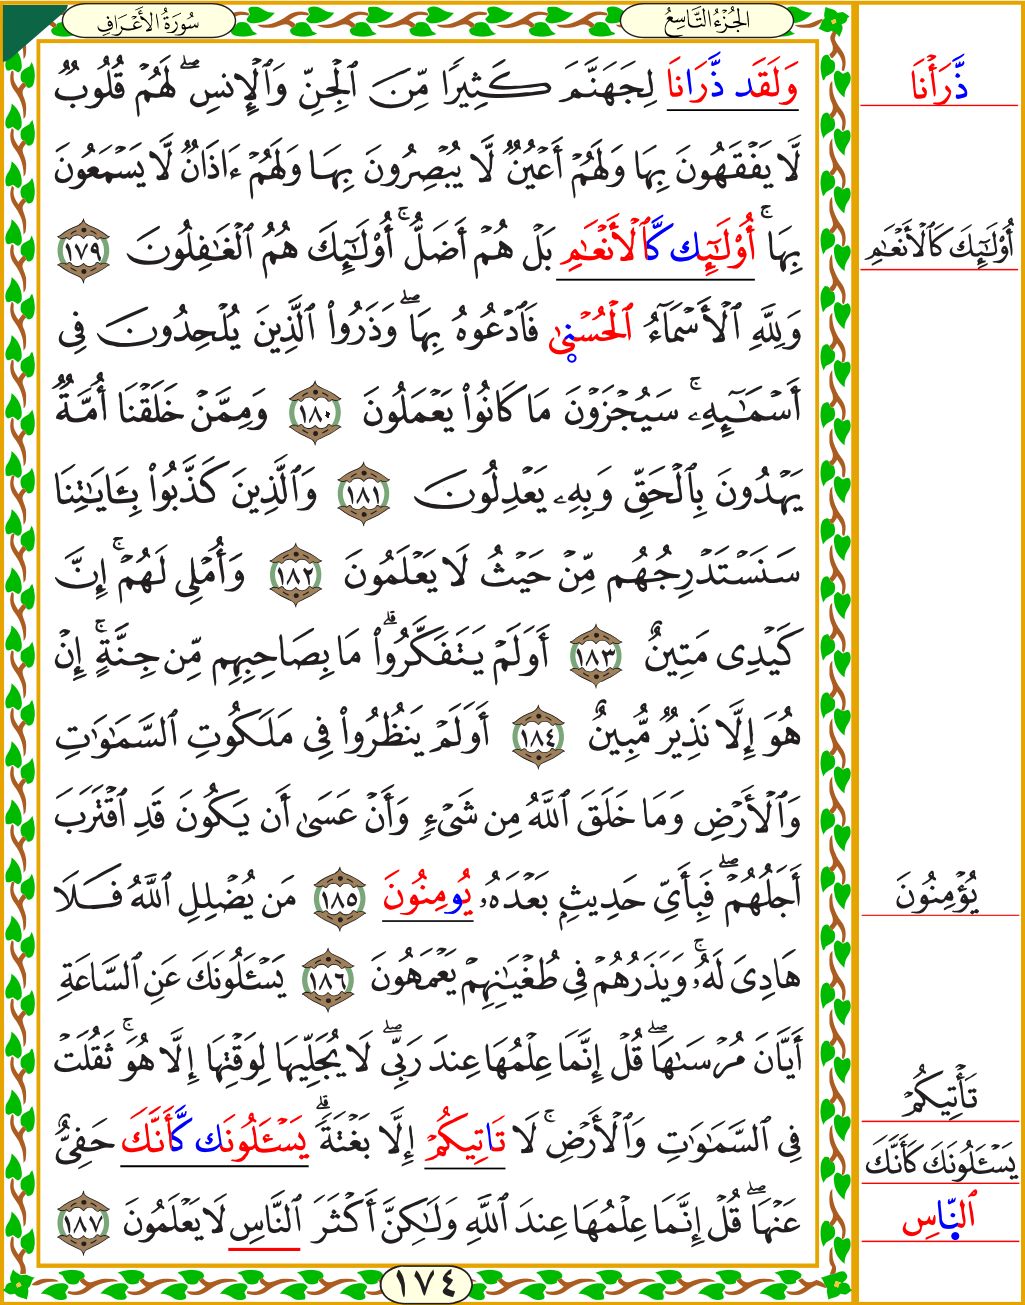 سُورَةُ الأَعْرَافِ
الجُزْءُ التَّاسِعُ
وَلَقَد ذَّرَانَا لِجَهَنَّمَ كَثِيرٗا مِّنَ ٱلۡجِنِّ وَٱلۡإِنسِۖ لَهُمۡ قُلُوبٞ
لَّا يَفۡقَهُونَ بِهَا وَلَهُمۡ أَعۡيُنٞ لَّا يُبۡصِرُونَ بِهَا وَلَهُمۡ ءَاذَانٞ لَّا يَسۡمَعُونَ
بِهَآۚ أُوْلَٰٓئِك كَّٱلۡأَنۡعَٰمِ بَلۡ هُمۡ أَضَلُّۚ أُوْلَٰٓئِكَ هُمُ ٱلۡغَٰفِلُونَ ١٧٩
وَلِلَّهِ ٱلۡأَسۡمَآءُ ٱلۡحُسۡنىٰ فَٱدۡعُوهُ بِهَاۖ وَذَرُواْ ٱلَّذِينَ يُلۡحِدُونَ فِي
أَسۡمَٰٓئِهِۦۚ سَيُجۡزَوۡنَ مَا كَانُواْ يَعۡمَلُونَ ١٨٠ وَمِمَّنۡ خَلَقۡنَا أُمَّةٞ
يَهۡدُونَ بِٱلۡحَقِّ وَبِهِۦ يَعۡدِلُونَ ١٨١ وَٱلَّذِينَ كَذَّبُواْ بِـَٔايَٰتِنَا
سَنَسۡتَدۡرِجُهُم مِّنۡ حَيۡثُ لَا يَعۡلَمُونَ ١٨٢ وَأُمۡلِي لَهُمۡۚ إِنَّ
كَيۡدِي مَتِينٌ ١٨٣ أَوَلَمۡ يَتَفَكَّرُواْۗ مَا بِصَاحِبِهِم مِّن جِنَّةٍۚ إِنۡ
هُوَ إِلَّا نَذِيرٞ مُّبِينٌ ١٨٤ أَوَلَمۡ يَنظُرُواْ فِي مَلَكُوتِ ٱلسَّمَٰوَٰتِ
وَٱلۡأَرۡضِ وَمَا خَلَقَ ٱللَّهُ مِن شَيۡءٖ وَأَنۡ عَسَىٰ أَن يَكُونَ قَدِ ٱقۡتَرَبَ
أَجَلُهُمۡۖ فَبِأَيِّ حَدِيثِۭ بَعۡدَهُۥ يُومِنُونَ ١٨٥ مَن يُضۡلِلِ ٱللَّهُ فَلَا
هَادِيَ لَهُۥۚ وَيَذَرُهُمۡ فِي طُغۡيَٰنِهِمۡ يَعۡمَهُونَ ١٨٦ يَسۡـَٔلُونَكَ عَنِ ٱلسَّاعَةِ
أَيَّانَ مُرۡسَىٰهَاۖ قُلۡ إِنَّمَا عِلۡمُهَا عِندَ رَبِّيۖ لَا يُجَلِّيهَا لِوَقۡتِهَا إِلَّا هُوَۚ ثَقُلَتۡ
فِي ٱلسَّمَٰوَٰتِ وَٱلۡأَرۡضِۚ لَا تَاتِيكُمۡ إِلَّا بَغۡتَةٗۗ يَسۡـَٔلُونَك كَّأَنَّكَ حَفِيٌّ
عَنۡهَاۖ قُلۡ إِنَّمَا عِلۡمُهَا عِندَ ٱللَّهِ وَلَٰكِنَّ أَكۡثَرَ ٱلنَّاسِ لَا يَعۡلَمُونَ ١٨٧
١٧٤
ذَّرَأۡنَا
أُوْلَٰٓئِكَ كَٱلۡأَنۡعَٰمِ
يُؤۡمِنُونَ
تَأۡتِيكُمۡ
يَسۡـَٔلُونَكَ كَأَنَّكَ
ٱلنَّاسِ